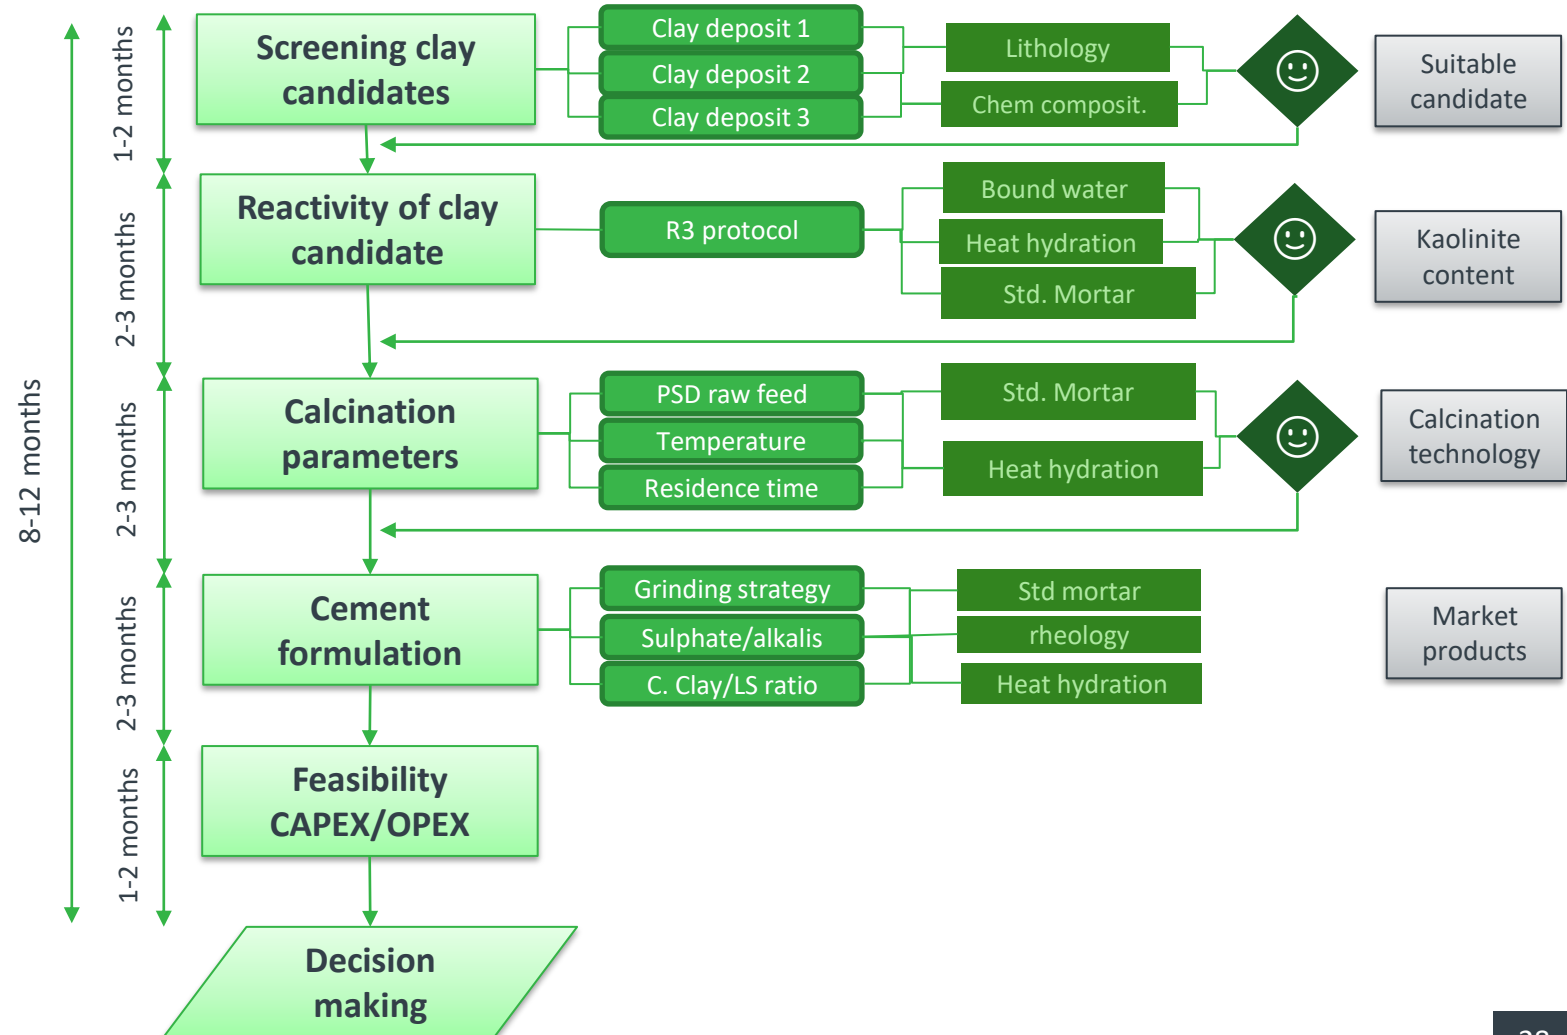 8-12 months
1-2 months
Screening clay
candidates
Clay deposit 1
Clay deposit 2
Clay deposit 3
Lithology
Chem composit.
Suitable
candidate
2-3 months
Reactivity of clay
candidate
R3 protocol
Bound water
Heat hydration
Std. Mortar
Kaolinite
content
2-3 months
Calcination
parameters
PSD raw feed
Temperature
Residence time
Std. Mortar
Heat hydration
Calcination
technology
2-3 months
Cement
formulation
Grinding strategy
Sulphate/alkalis
C. Clay/LS ratio
Std mortar
rheology
Heat hydration
Market
products
1-2 months
Feasibility
CAPEX/OPEX
Decision
making